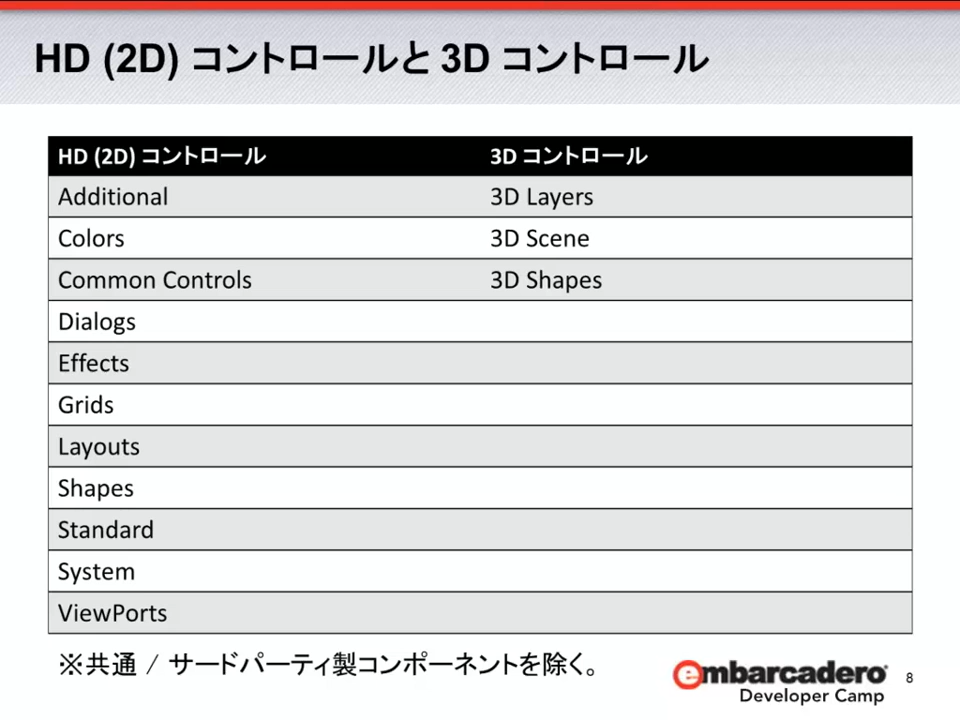 HD (2D) コントロールと 3D コントロール
HD (2D) コントロール 3D コントロール
Additional 3D Layers
Colors 3D Scene
Common Controls 3D Shapes
Dialogs
Effects
Grids
Layouts
Shapes
Standard
System
ViewPorts
※共通 / サードパーティ製コンポーネントを除く。
embarcadero 8
Developer Camp